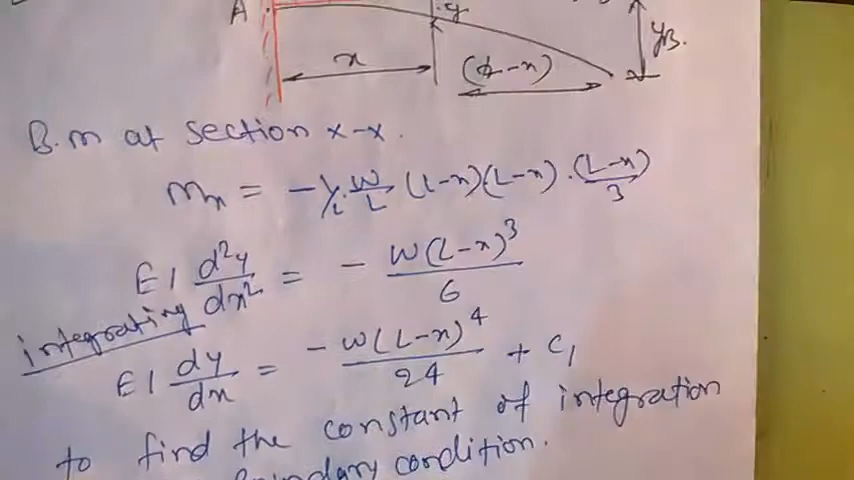 A
y
yB.
x
(L-x)
B.m at section x-x.
Mx = -1/2 . W/L (L-x)(L-x) . (L-x)/3
EI d²y/dx² = - W(L-x)³/6
integrating
EI dy/dx = - W(L-x)⁴/24 + C₁
to find the constant of integration
boundary condition.